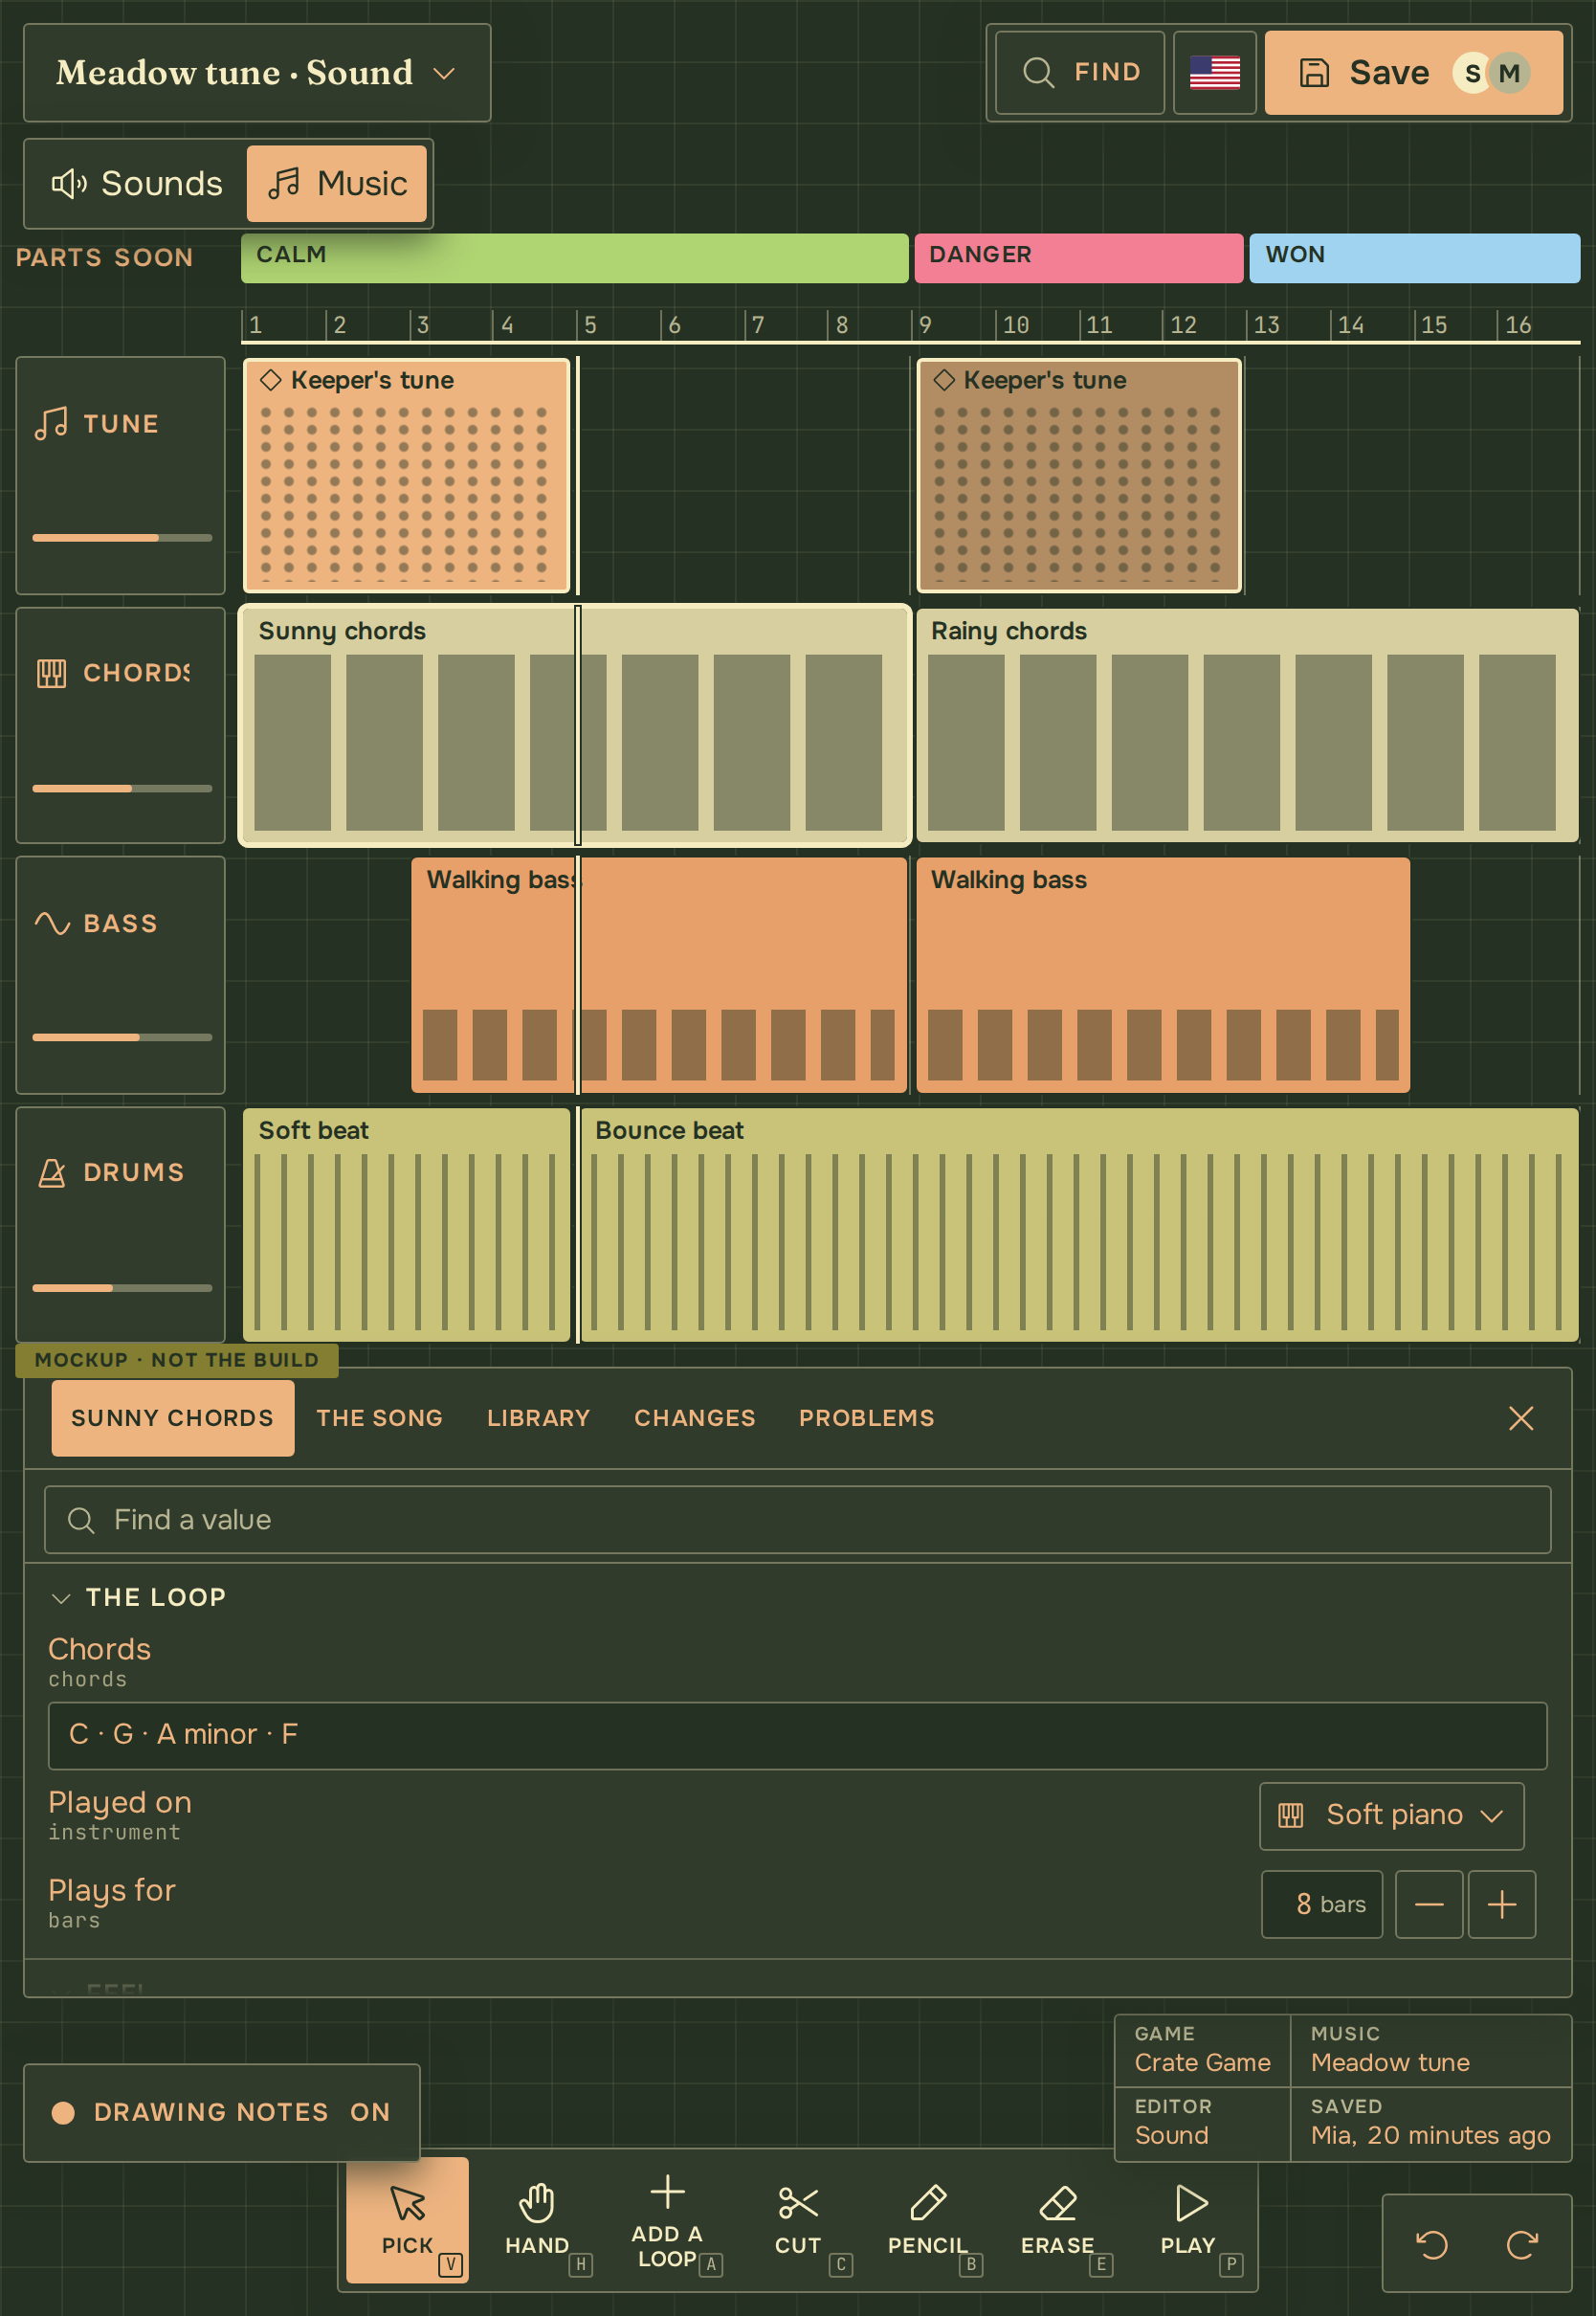 Meadow tune · Sound
FIND
Save
S
M
Sounds
Music
PARTS SOON
CALM
DANGER
WON
1 2 3 4 5 6 7 8 9 10 11 12 13 14 15 16
TUNE
Keeper's tune
Keeper's tune
CHORDS
Sunny chords
Rainy chords
BASS
Walking bass
Walking bass
DRUMS
Soft beat
Bounce beat
MOCKUP · NOT THE BUILD
SUNNY CHORDS
THE SONG
LIBRARY
CHANGES
PROBLEMS
Find a value
THE LOOP
Chords
chords
C · G · A minor · F
Played on
instrument
Soft piano
Plays for
bars
8 bars
GAME
Crate Game
MUSIC
Meadow tune
EDITOR
Sound
SAVED
Mia, 20 minutes ago
DRAWING NOTES ON
PICK
V
HAND
H
ADD A
LOOP
A
CUT
C
PENCIL
B
ERASE
E
PLAY
P